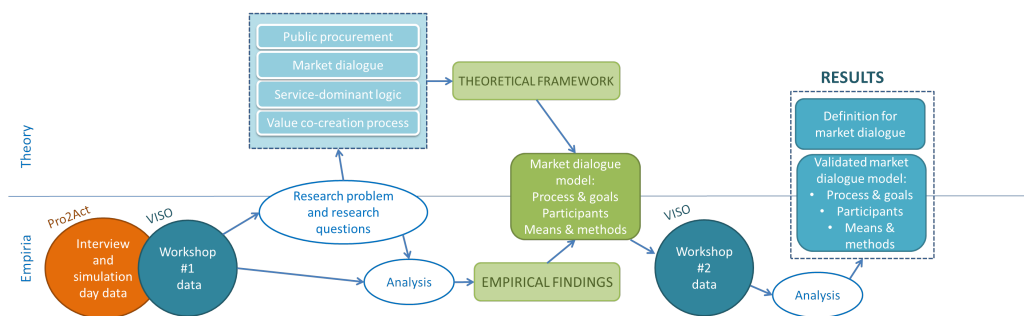 Public procurement
Market dialogue
Service-dominant logic
Value co-creation process
THEORETICAL FRAMEWORK
RESULTS
Definition for
market dialogue
Theory
Market dialogue
model:
Process & goals
Participants
Means & methods
Validated market
dialogue model:
• Process & goals
• Participants
• Means &
methods
Research problem
and research
questions
Pro2Act
VISO
Empiria
Interview
and
simulation
day data
Workshop
#1
data
Analysis
EMPIRICAL FINDINGS
VISO
Workshop
#2
data
Analysis